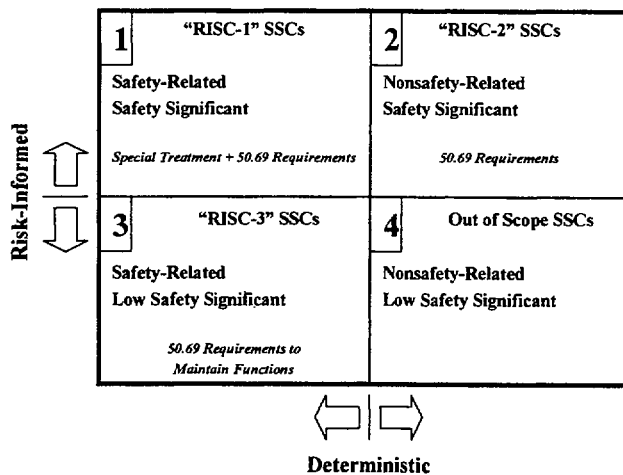 1
“RISC-1” SSCs
Safety-Related
Safety Significant
Special Treatment + 50.69 Requirements
2
“RISC-2” SSCs
Nonsafety-Related
Safety Significant
50.69 Requirements
Risk-Informed
3
“RISC-3” SSCs
Safety-Related
Low Safety Significant
50.69 Requirements to
Maintain Functions
4
Out of Scope SSCs
Nonsafety-Related
Low Safety Significant
Deterministic